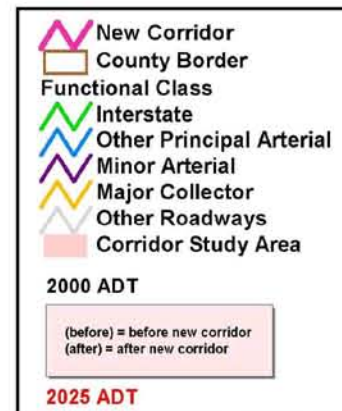 New Corridor
County Border
Functional Class
Interstate
Other Principal Arterial
Minor Arterial
Major Collector
Other Roadways
Corridor Study Area
2000 ADT
(before) = before new corridor
(after) = after new corridor
2025 ADT